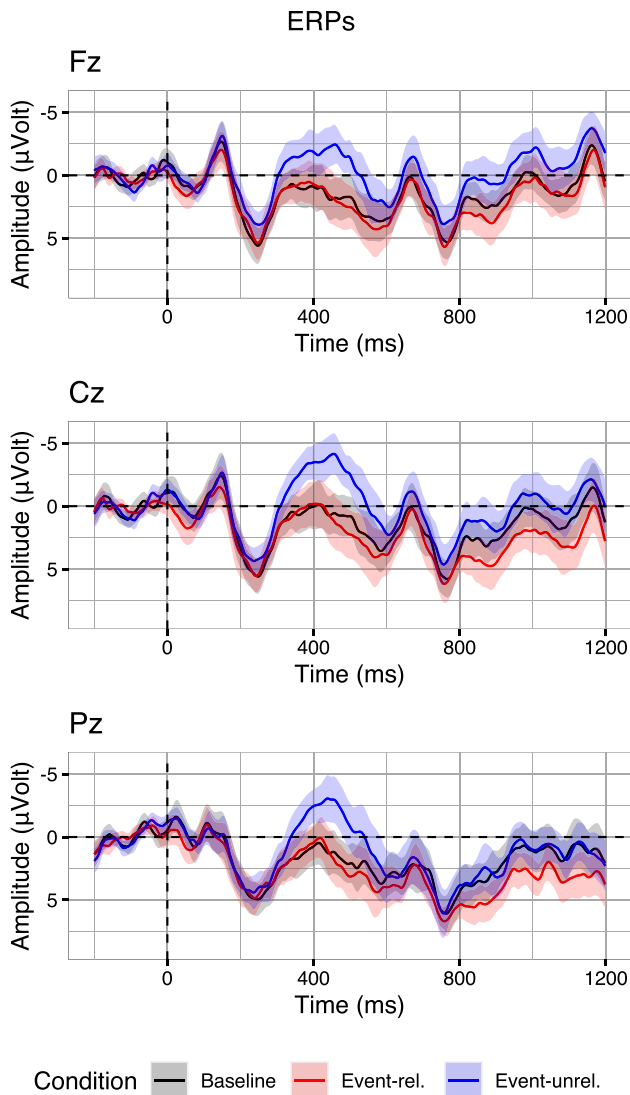 ERPs
Fz
Amplitude (µVolt)
-5
0
5
0 400 800 1200
Time (ms)
Cz
Amplitude (µVolt)
-5
0
5
0 400 800 1200
Time (ms)
Pz
Amplitude (µVolt)
-5
0
5
0 400 800 1200
Time (ms)
Condition Baseline Event-rel. Event-unrel.